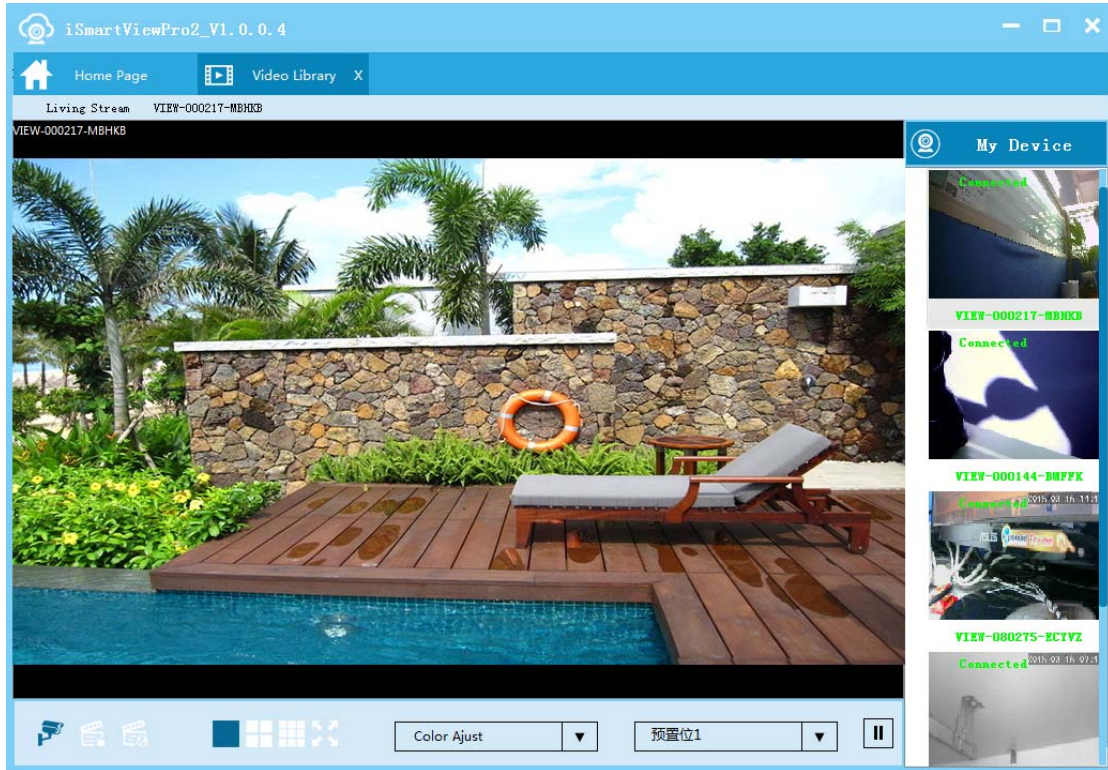 iSmartViewPro2_V1.0.0.4
Home Page
Video Library X
Living Stream VIEW-000217-MBHKB
VIEW-000217-MBHKB
My Device
Connected
VIEW-000217-MBHKB
Connected
VIEW-000144-BMFFK
Connected
ASUS
VIEW-080275-ECYVZ
Connected
Color Ajust
预置位1